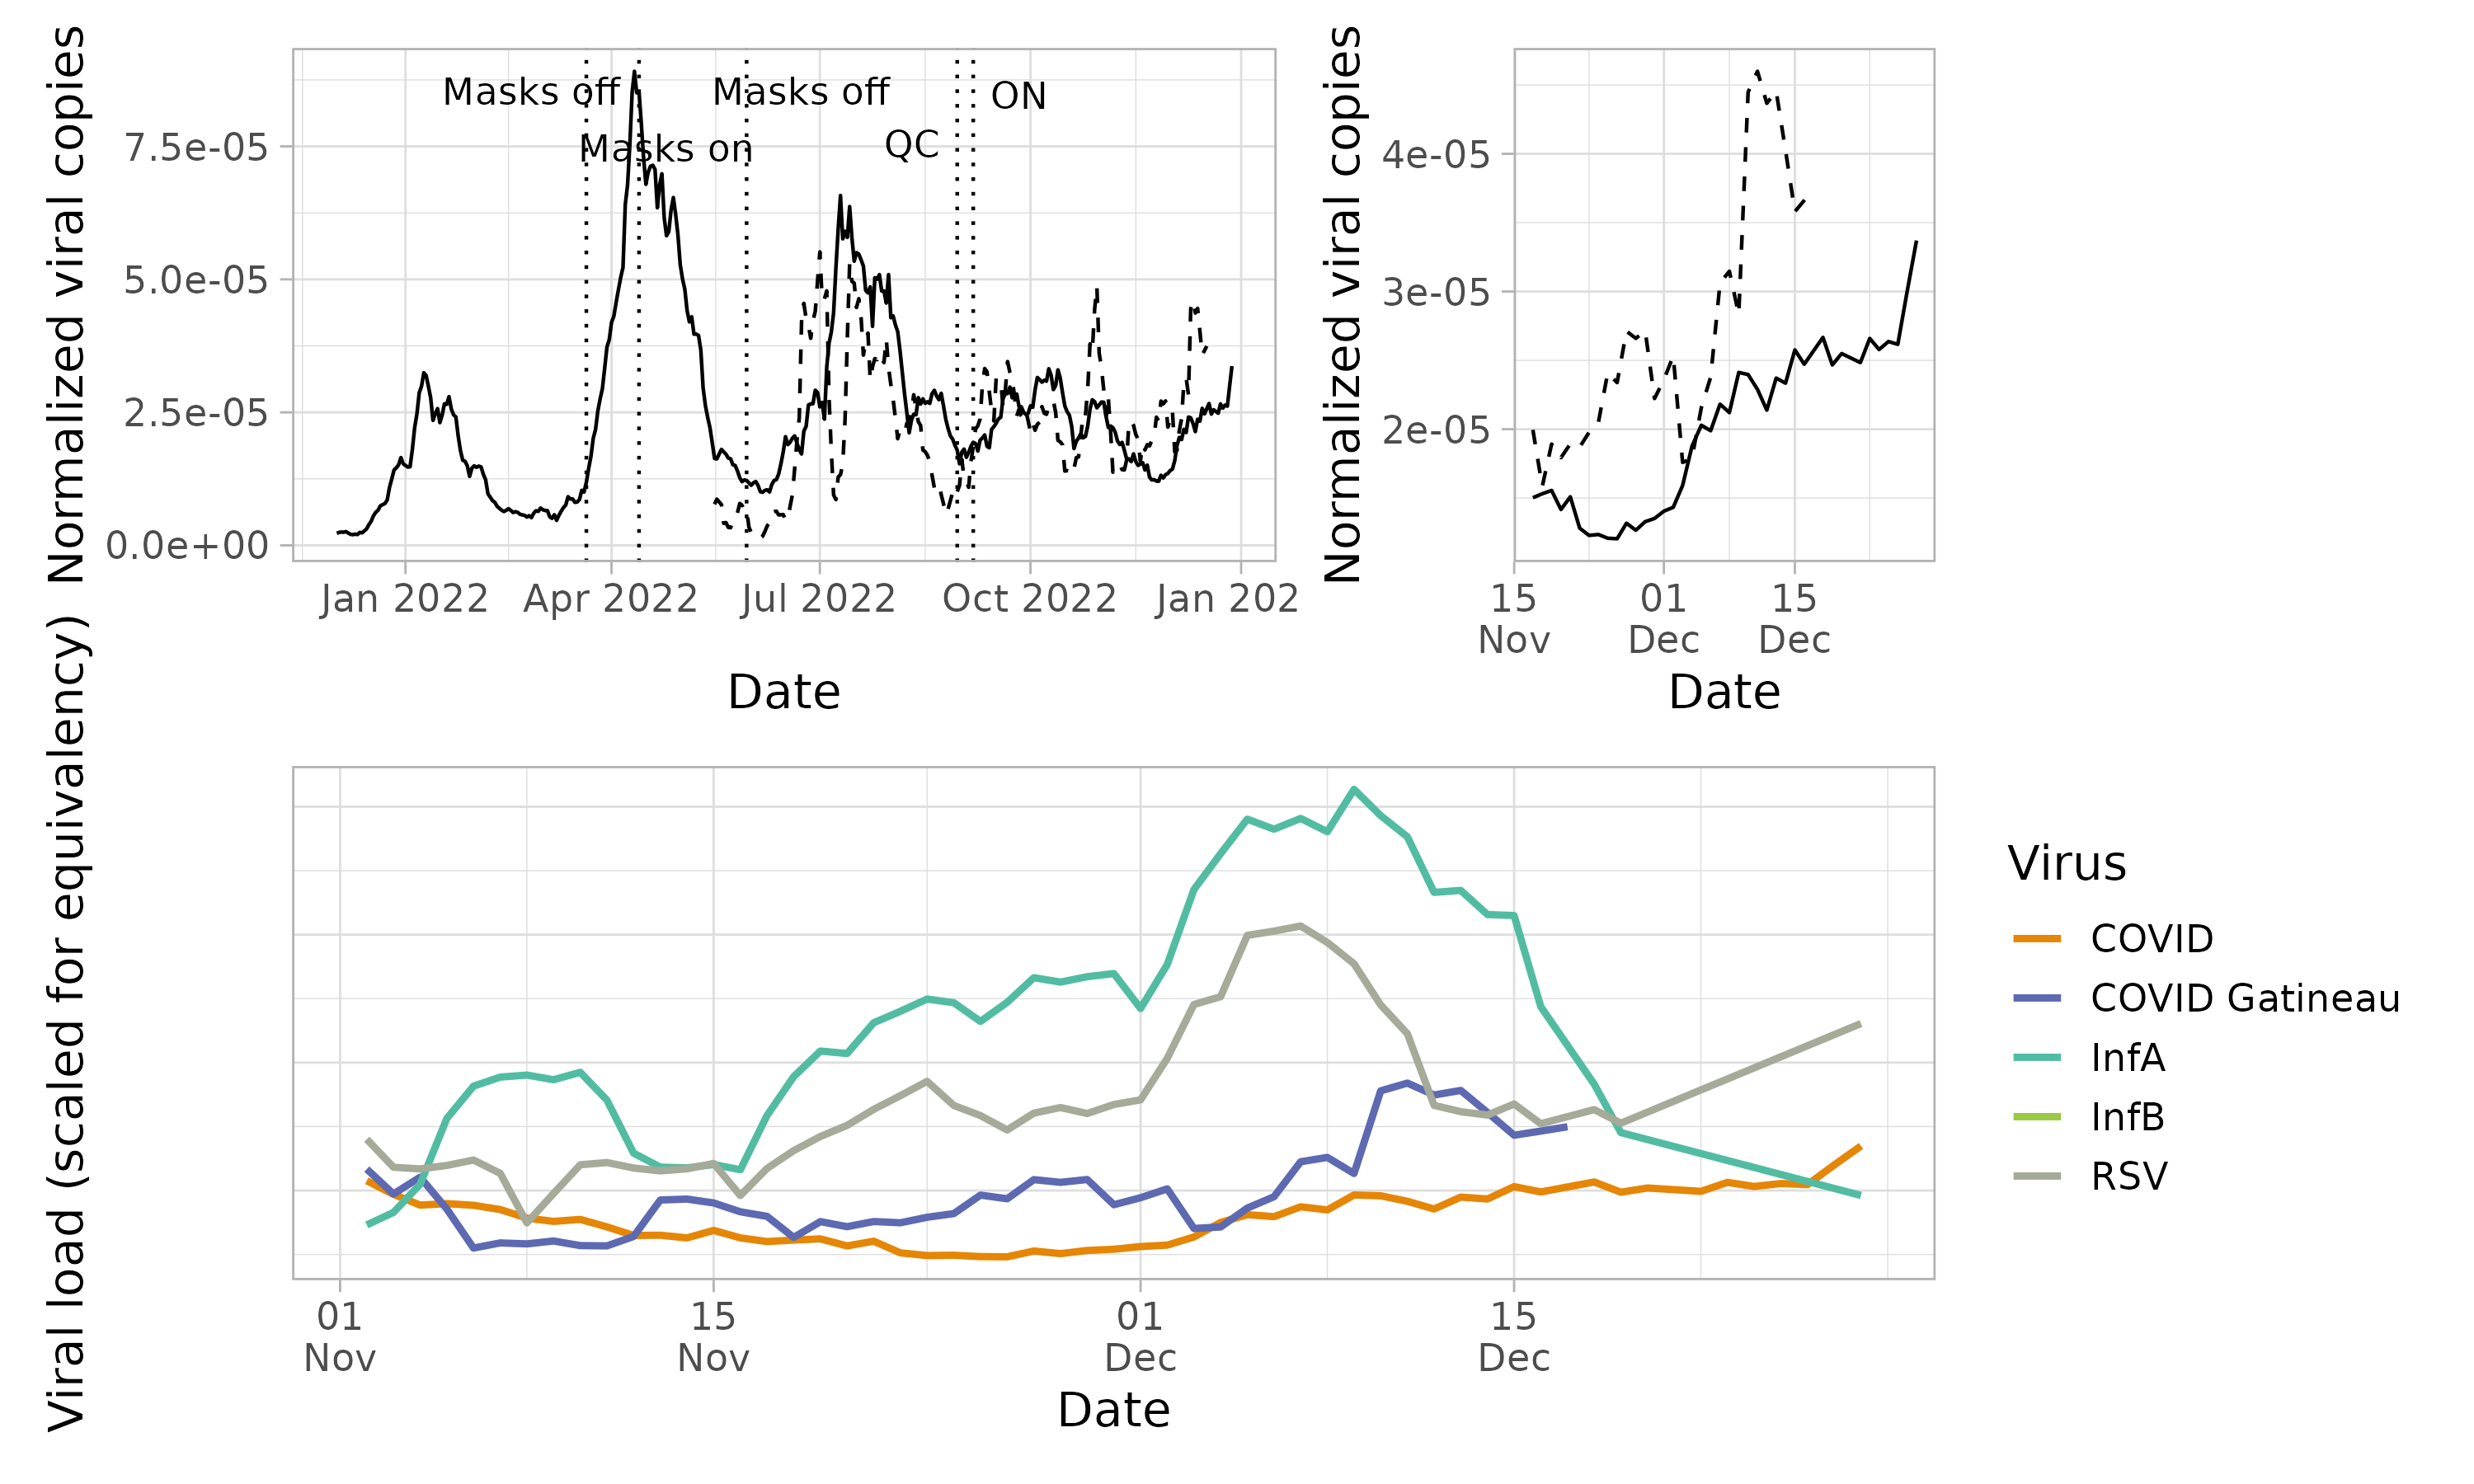 Normalized viral copies
7.5e-05
5.0e-05
2.5e-05
0.0e+00
Masks off
Masks on
Masks off
QC
ON
Jan 2022
Apr 2022
Jul 2022
Oct 2022
Jan 202
Date
Normalized viral copies
4e-05
3e-05
2e-05
15
Nov
01
Dec
15
Dec
Date
Viral load (scaled for equivalency)
01
Nov
15
Nov
01
Dec
15
Dec
Date
Virus
COVID
COVID Gatineau
InfA
InfB
RSV